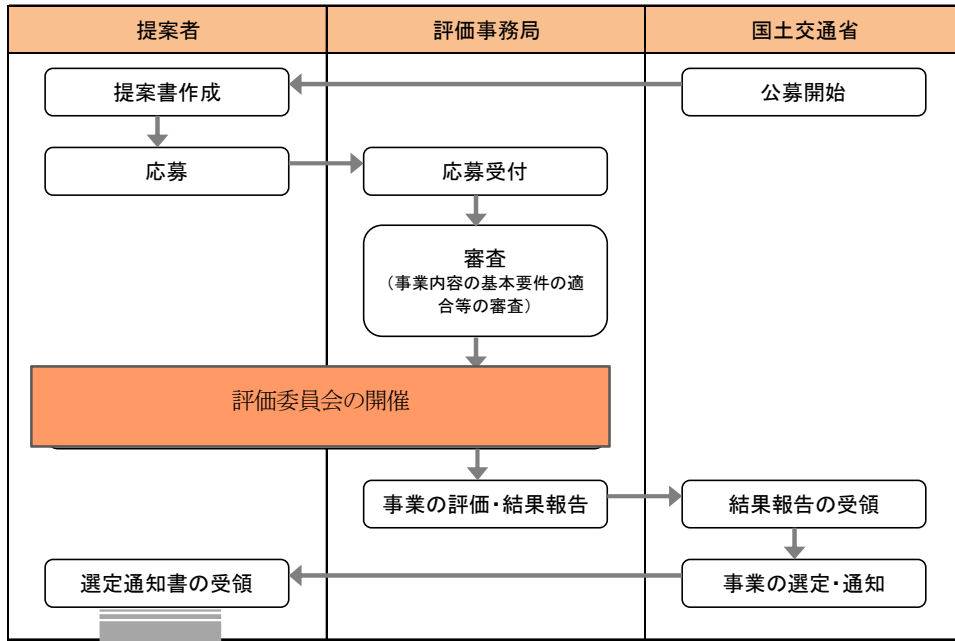 提案者
評価事務局
国土交通省
提案書作成
公募開始
応募
応募受付
審査
（事業内容の基本要件の適
合等の審査）
評価委員会の開催
事業の評価・結果報告
結果報告の受領
選定通知書の受領
事業の選定・通知